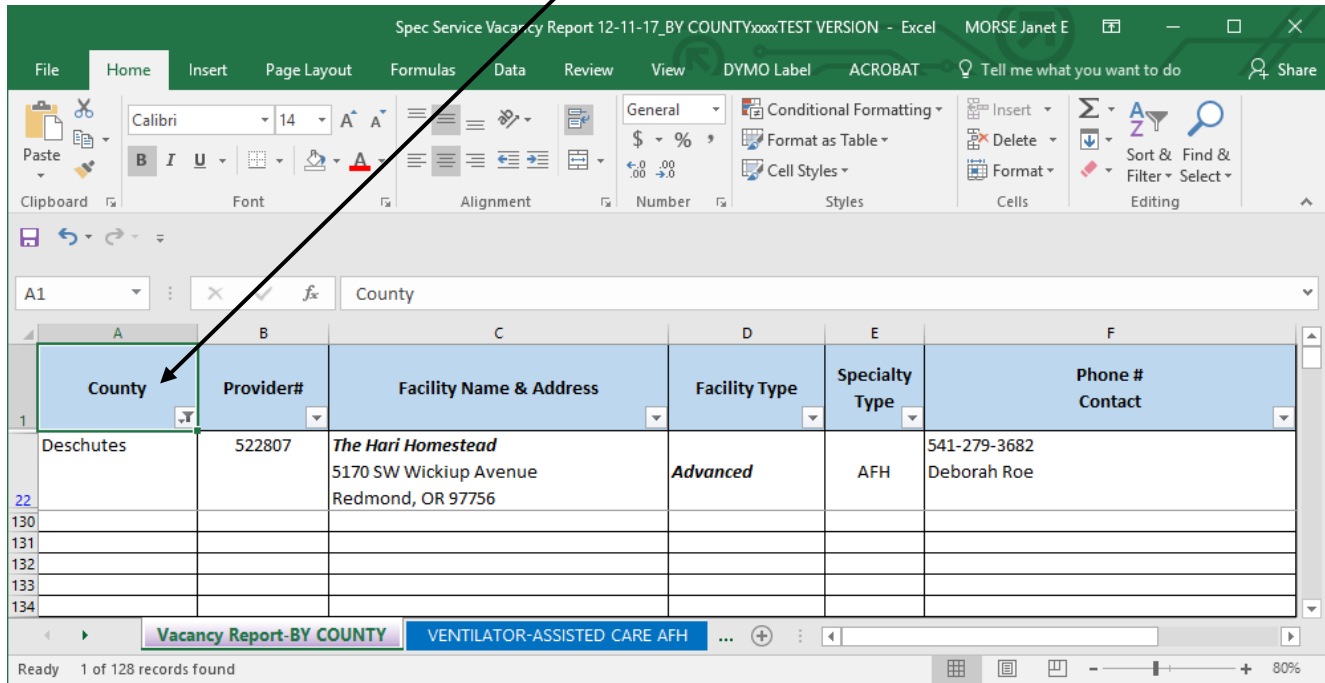 Spec Service Vacancy Report 12-11-17_BY COUNTYxxxxTEST VERSION - Excel MORSE Janet E
File Home Insert Page Layout Formulas Data Review View DYMO Label ACROBAT Tell me what you want to do Share
Paste
Calibri 14 A A
B I U A
General
$ % ,
.0 .00
.00 .0
Conditional Formatting
Format as Table
Cell Styles
Insert
Delete
Format
Σ
A
Z
Sort & Filter
Find & Select
Clipboard Font Alignment Number Styles Cells Editing
A1 fx County
A B C D E F
1 County Provider# Facility Name & Address Facility Type Specialty Type Phone # Contact
22 Deschutes 522807 The Hari Homestead Advanced AFH 541-279-3682
5170 SW Wickiup Avenue Deborah Roe
Redmond, OR 97756
130
131
132
133
134
Vacancy Report-BY COUNTY VENTILATOR-ASSISTED CARE AFH ...
Ready 1 of 128 records found 80%